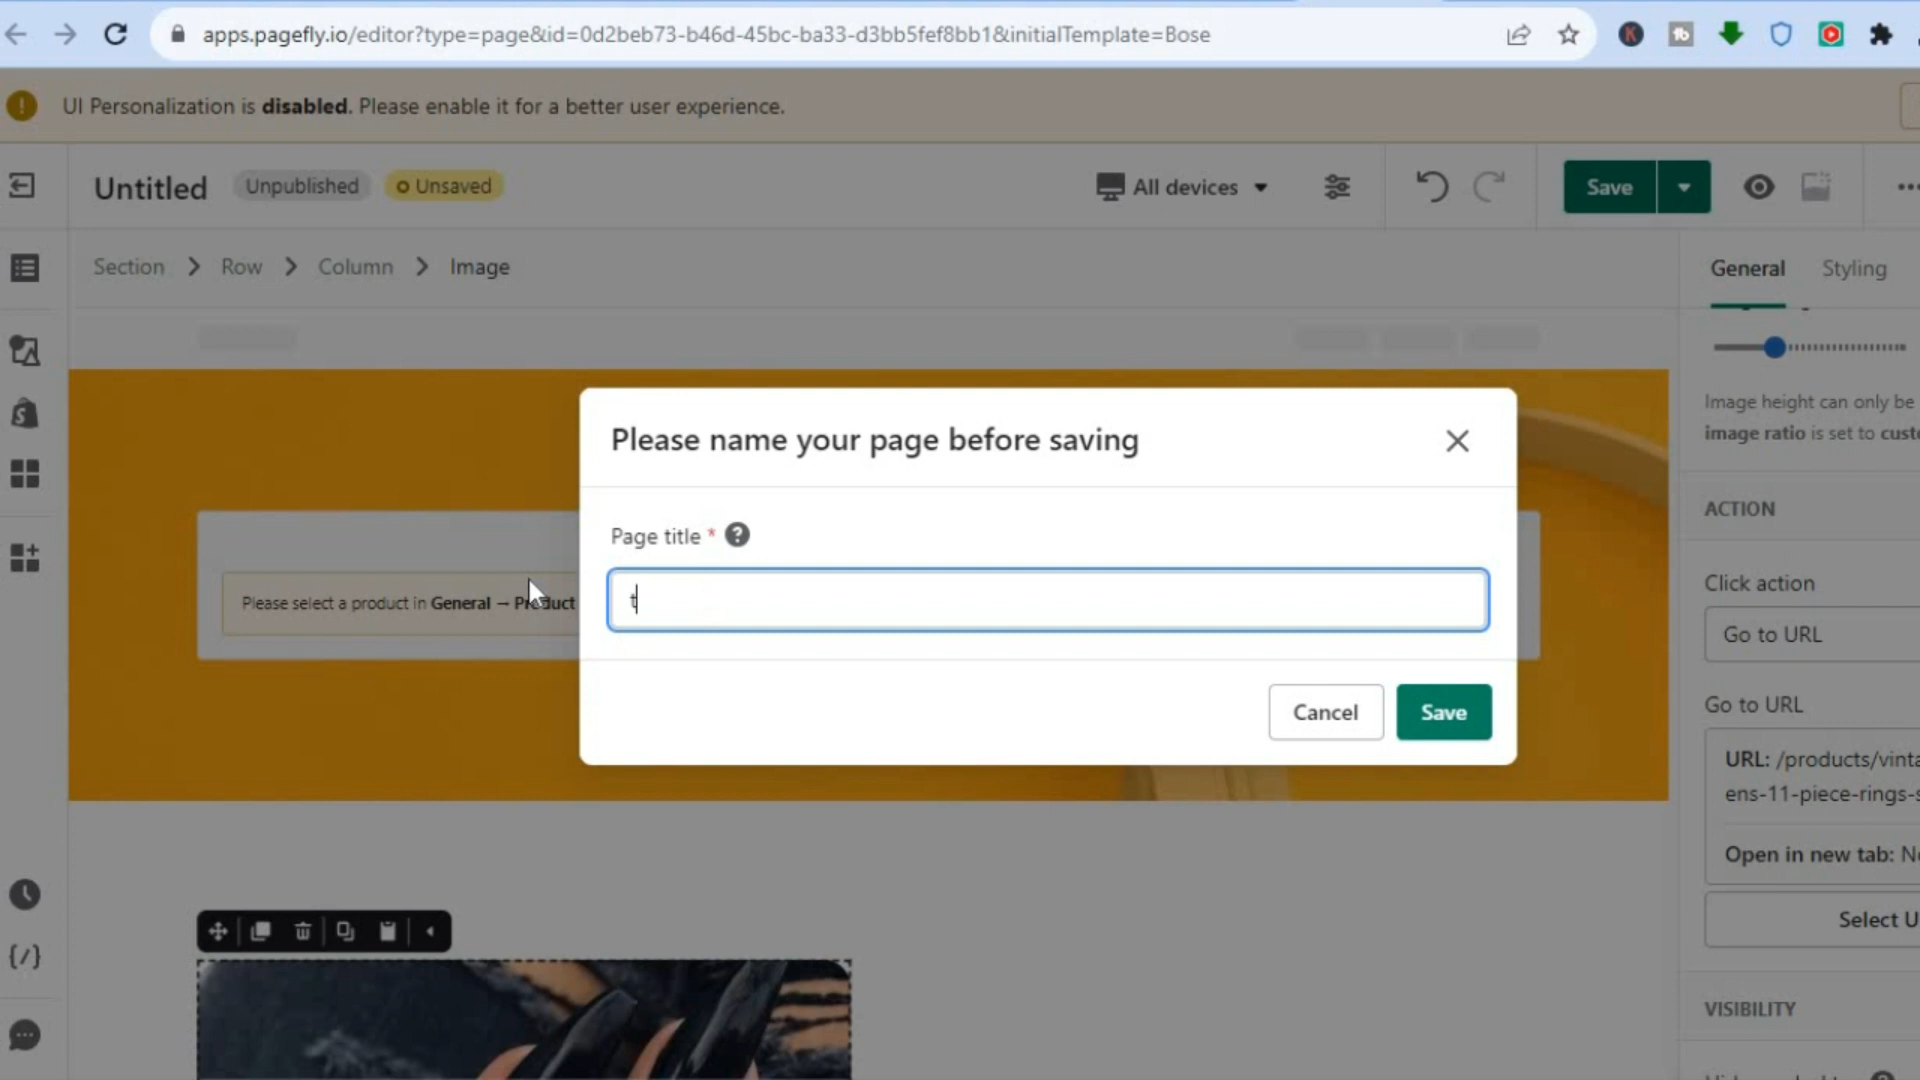 apps.pagefly.io/editor?type=page&id=0d2beb73-b46d-45bc-ba33-d3bb5fef8bb1&initialTemplate=Bose
UI Personalization is disabled. Please enable it for a better user experience.
Untitled
Unpublished
Unsaved
All devices
Save
Section
Row
Column
Image
General
Styling
Image height can only be
image ratio is set to custo
Please name your page before saving
Page title *
t
Cancel
Save
Please select a product in General → Product
ACTION
Click action
Go to URL
Go to URL
URL: /products/vinta
ens-11-piece-rings-s
Open in new tab: No
Select U
VISIBILITY